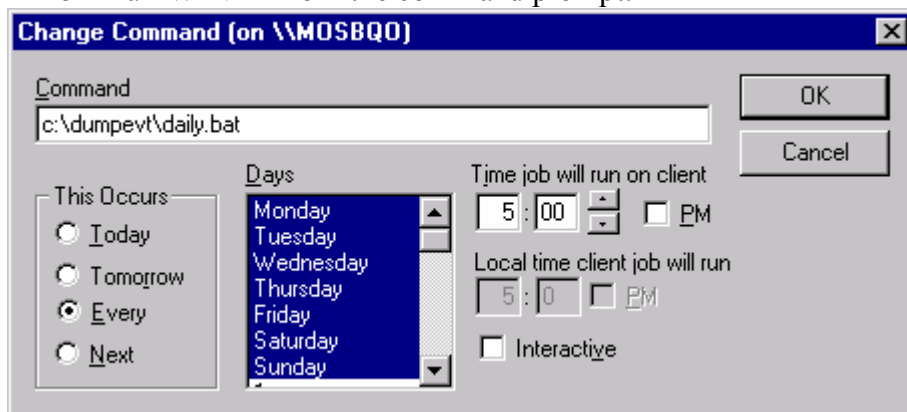 Change Command (on \\MOSBQO)
Command
c:\dumpevt\daily.bat
OK
Cancel
This Occurs
Today
Tomorrow
Every
Next
Days
Monday
Tuesday
Wednesday
Thursday
Friday
Saturday
Sunday
Time job will run on client
5 : 00 PM
Local time client job will run
5 : 0 PM
Interactive